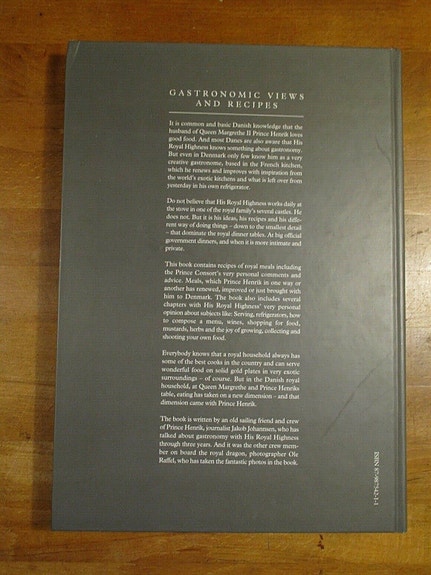 GASTRONOMIC VIEWS
AND RECIPES
It is common and basic Danish knowledge that the
husband of Queen Margrethe II Prince Henrik loves
good food. And most Danes are also aware that His
Royal Highness knows something about gastronomy.
But even in Denmark only few know him as a very
creative gastronome, based in the French kitchen,
which he renews and improves with inspiration from
the world's exotic kitchens and what is left over from
yesterday in his own refrigerator.
Do not believe that His Royal Highness works daily at
the stove in one of the royal family's several castles. He
does not. But it is his ideas, his recipes and his diffe-
rent way of doing things – down to the smallest detail
– that dominate the royal dinner tables. At big official
government dinners, and when it is more intimate and
private.
This book contains recipes of royal meals including
the Prince Consort's very personal comments and
advice. Meals, which Prince Henrik in one way or
another has renewed, improved or just brought with
him to Denmark. The book also includes several
chapters with His Royal Highness' very personal
opinion about subjects like: Serving, refrigerators, how
to compose a menu, wines, shopping for food,
mustards, herbs and the joy of growing, collecting and
shooting your own food.
Everybody knows that a royal household always has
some of the best cooks in the country and can serve
wonderful food on solid gold plates in very exotic
surroundings – of course. But in the Danish royal
household, at Queen Margrethe and Prince Henriks
table, eating has taken on a new dimension – and that
dimension came with Prince Henrik.
The book is written by an old sailing friend and crew
of Prince Henrik, journalist Jakob Johannsen, who has
talked about gastronomy with His Royal Highness
through three years. And it was the other crew mem-
ber on board the royal dragon, photographer Ole
Raffel, who has taken the fantastic photos in the book.